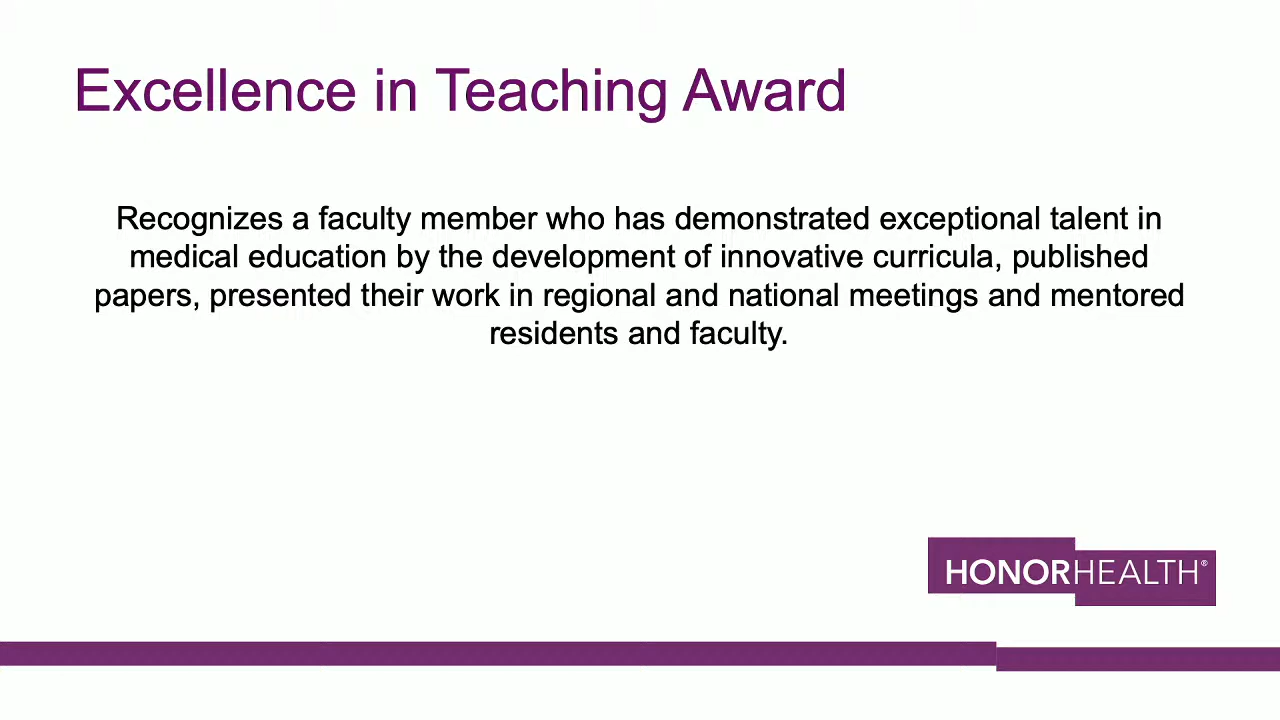 Excellence in Teaching Award
Recognizes a faculty member who has demonstrated exceptional talent in
medical education by the development of innovative curricula, published
papers, presented their work in regional and national meetings and mentored
residents and faculty.
HONORHEALTH®